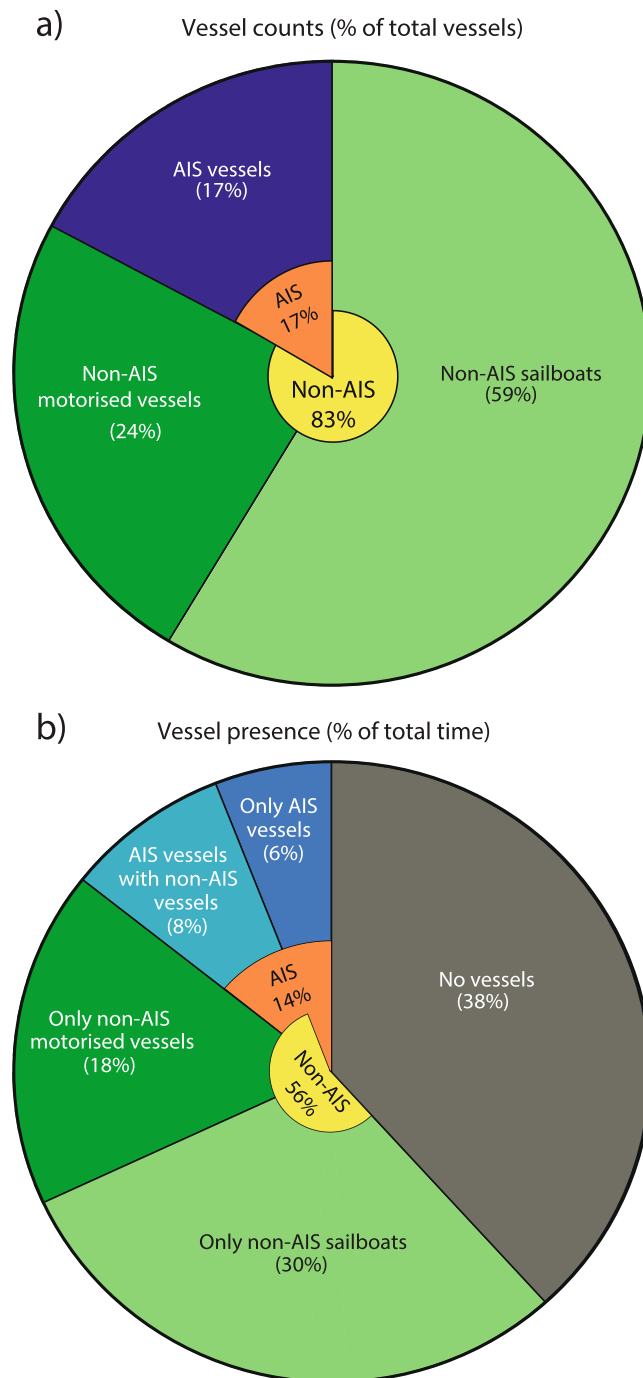 a)
Vessel counts (% of total vessels)
AIS vessels
(17%)
AIS
17%
Non-AIS
83%
Non-AIS sailboats
(59%)
Non-AIS
motorised vessels
(24%)
b)
Vessel presence (% of total time)
Only AIS
vessels
(6%)
AIS vessels
with non-AIS
vessels
(8%)
AIS
14%
No vessels
(38%)
Only non-AIS
motorised vessels
(18%)
Non-AIS
56%
Only non-AIS sailboats
(30%)